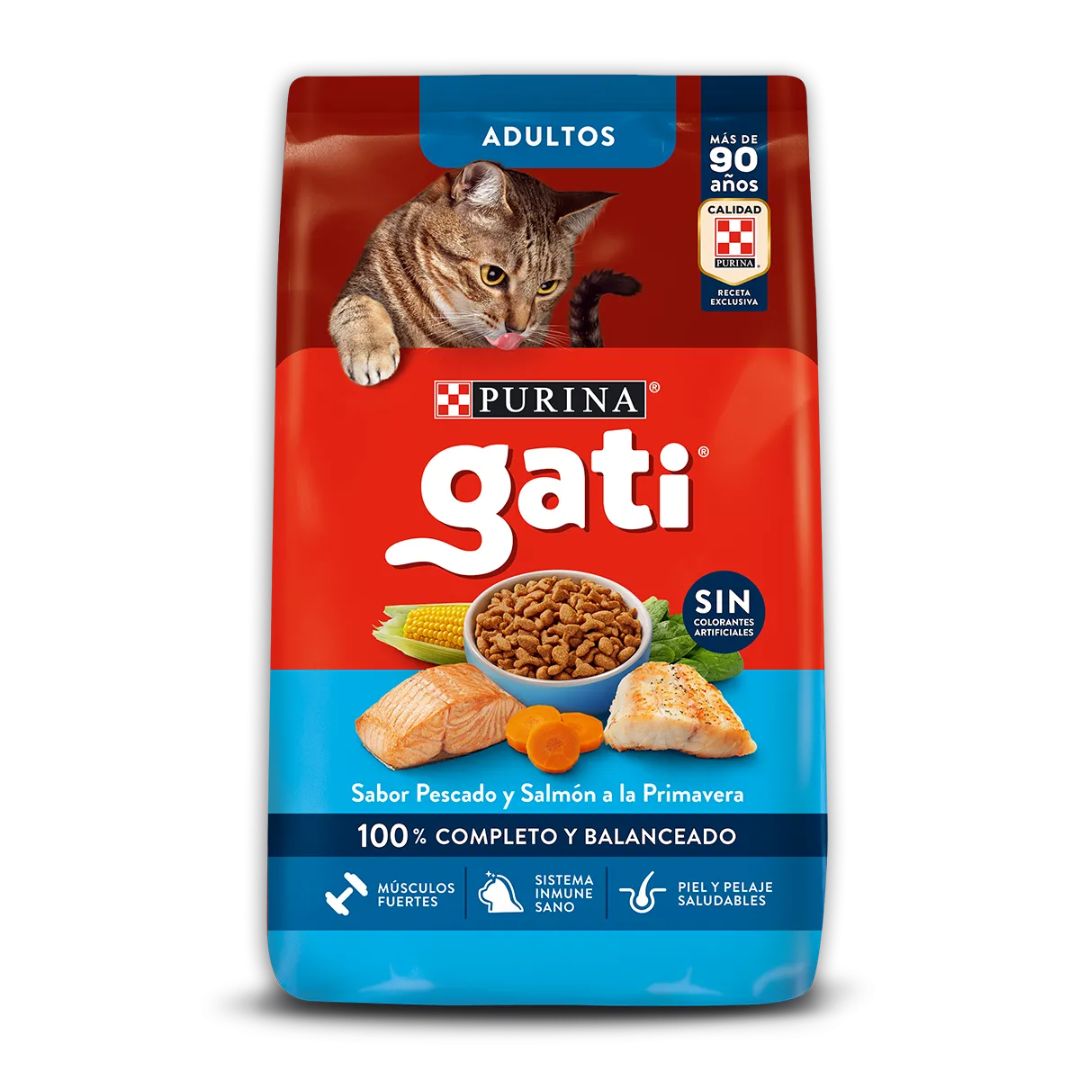 ADULTOS
MÁS DE
90
años
CALIDAD
PURINA
RECETA
EXCLUSIVA
PURINA®
gati®
SIN
COLORANTES
ARTIFICIALES
Sabor Pescado y Salmón a la Primavera
100% COMPLETO Y BALANCEADO
MÚSCULOS
FUERTES
SISTEMA
INMUNE
SANO
PIEL Y PELAJE
SALUDABLES